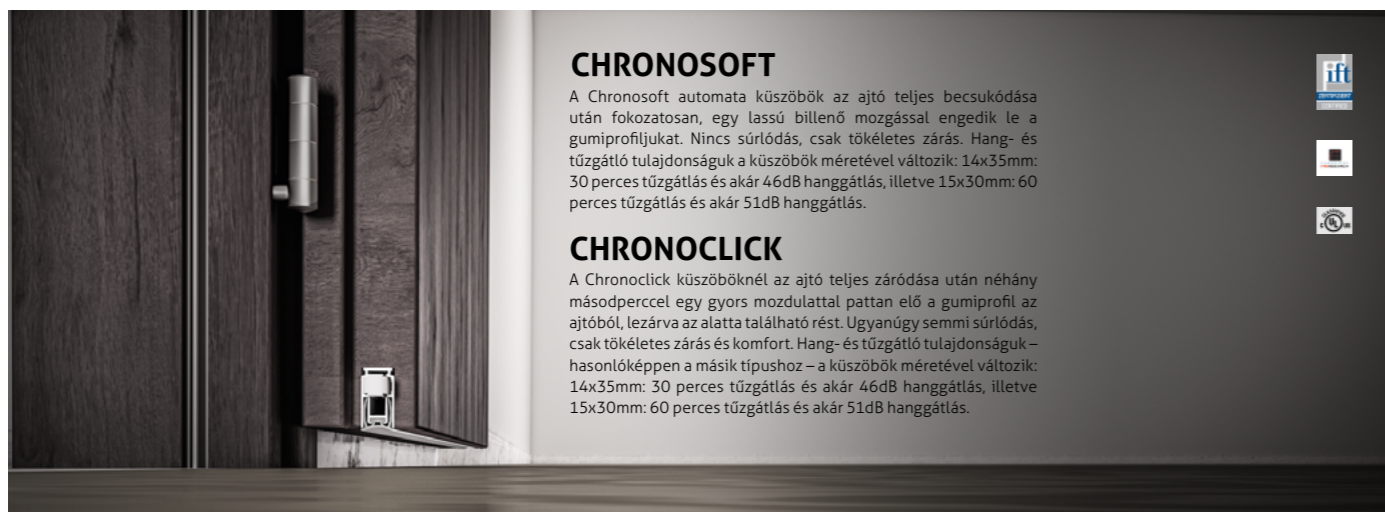 CHRONOSOFT
A Chronosoft automata küszöbök az ajtó teljes becsukódása
után fokozatosan, egy lassú billenő mozgással engedik le a
gumiprofiljukat. Nincs súrlódás, csak tökéletes zárás. Hang- és
tűzgátló tulajdonságuk a küszöbök méretével változik: 14x35mm:
30 perces tűzgátlás és akár 46dB hanggátlás, illetve 15x30mm: 60
perces tűzgátlás és akár 51dB hanggátlás.
CHRONOCLICK
A Chronoclick küszöböknél az ajtó teljes záródása után néhány
másodperccel egy gyors mozdulattal pattan elő a gumiprofil az
ajtóból, lezárva az alatta található rést. Ugyanúgy semmi súrlódás,
csak tökéletes zárás és komfort. Hang- és tűzgátló tulajdonságuk –
hasonlóképpen a másik típushoz – a küszöbök méretével változik:
14x35mm: 30 perces tűzgátlás és akár 46dB hanggátlás, illetve
15x30mm: 60 perces tűzgátlás és akár 51dB hanggátlás.
ift
UL